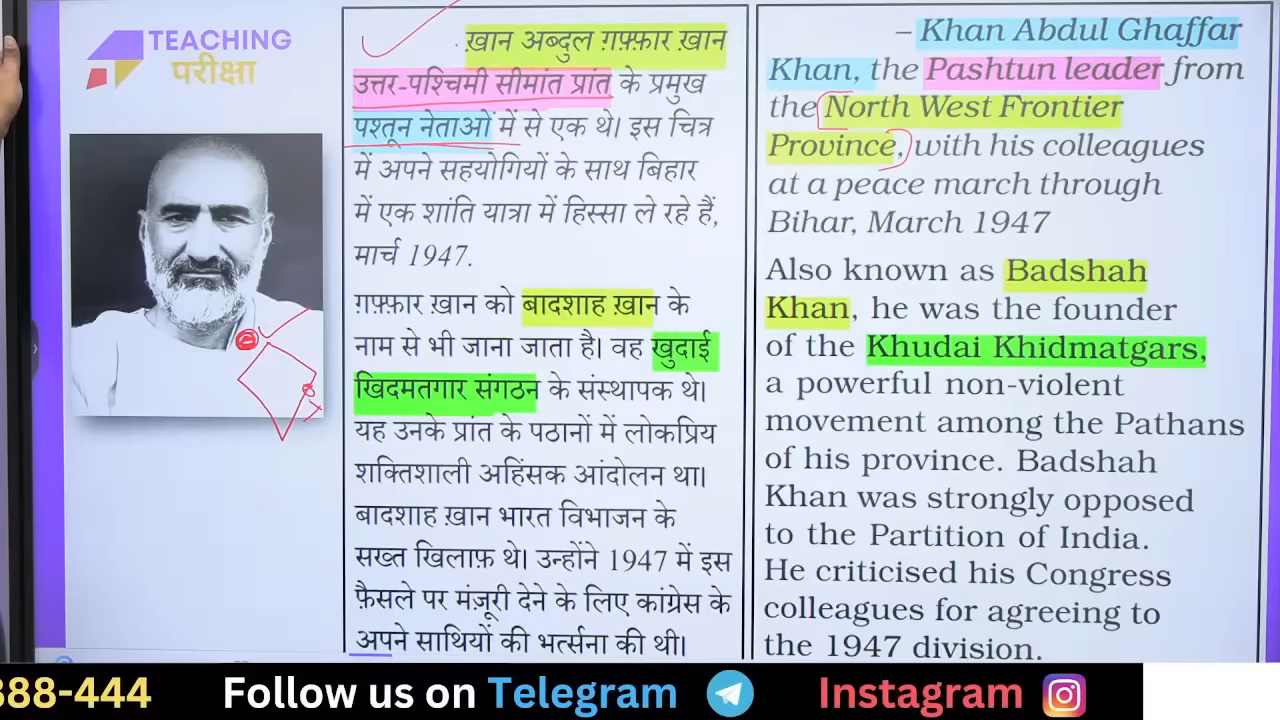 TEACHING
परीक्षा
ख़ान अब्दुल ग़फ़्फ़ार ख़ान
उत्तर-पश्चिमी सीमांत प्रांत के प्रमुख
पश्तून नेताओं में से एक थे। इस चित्र
में अपने सहयोगियों के साथ बिहार
में एक शांति यात्रा में हिस्सा ले रहे हैं,
मार्च 1947.
ग़फ़्फ़ार ख़ान को बादशाह ख़ान के
नाम से भी जाना जाता है। वह खुदाई
खिदमतगार संगठन के संस्थापक थे।
यह उनके प्रांत के पठानों में लोकप्रिय
शक्तिशाली अहिंसक आंदोलन था।
बादशाह ख़ान भारत विभाजन के
सख्त खिलाफ़ थे। उन्होंने 1947 में इस
फ़ैसले पर मंज़ूरी देने के लिए कांग्रेस के
अपने साथियों की भर्त्सना की थी।
– Khan Abdul Ghaffar
Khan, the Pashtun leader from
the North West Frontier
Province, with his colleagues
at a peace march through
Bihar, March 1947
Also known as Badshah
Khan, he was the founder
of the Khudai Khidmatgars,
a powerful non-violent
movement among the Pathans
of his province. Badshah
Khan was strongly opposed
to the Partition of India.
He criticised his Congress
colleagues for agreeing to
the 1947 division.
888-444 Follow us on Telegram Instagram